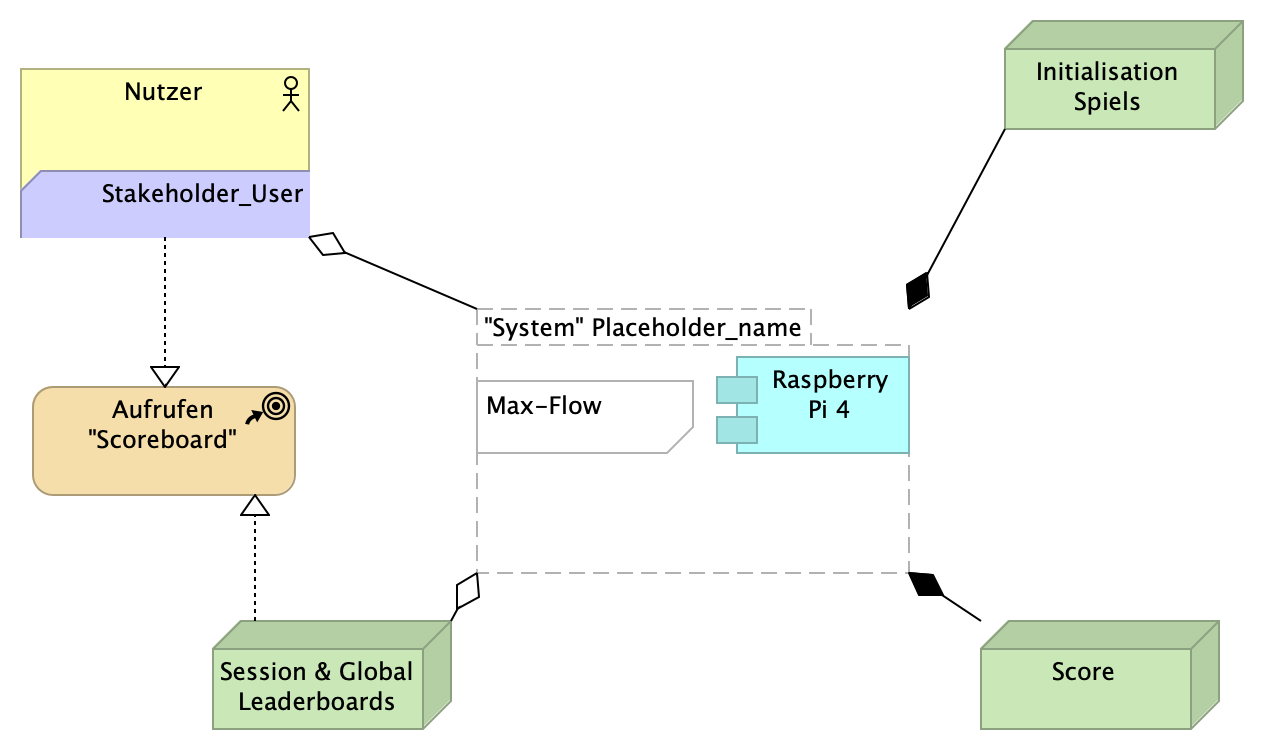 Nutzer
Stakeholder_User
Initialisation
Spiels
"System" Placeholder_name
Max-Flow
Raspberry
Pi 4
Aufrufen
"Scoreboard"
Session & Global
Leaderboards
Score